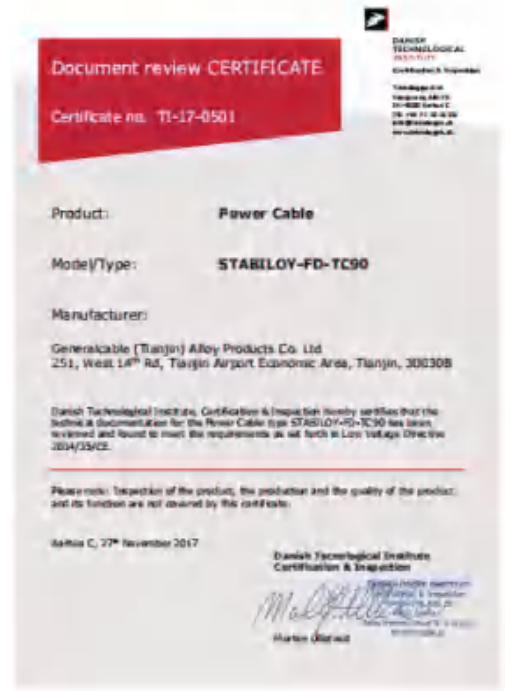 DANISH
TECHNOLOGICAL
INSTITUTE
Certification & Inspection
Document review CERTIFICATE
Certificate no. TI-17-0501
Product: Power Cable
Model/Type: STABILOY-FD-TC90
Manufacturer:
Generalcable (Tianjin) Alloy Products Co. Ltd
251, West 14th Rd, Tianjin Airport Economic Area, Tianjin, 300308
Danish Technological Institute, Certification & Inspection hereby certifies that the
technical documentation for the Power Cable type STABILOY-FD-TC90 has been
reviewed and found to meet the requirements as set forth in Low Voltage Directive
2014/35/CE.
Please note: Inspection of the product, the production and the quality of the product
and its function are not covered by this certificate.
Aarhus C, 27th November 2017
Danish Tecnological Institute
Certification & Inspection